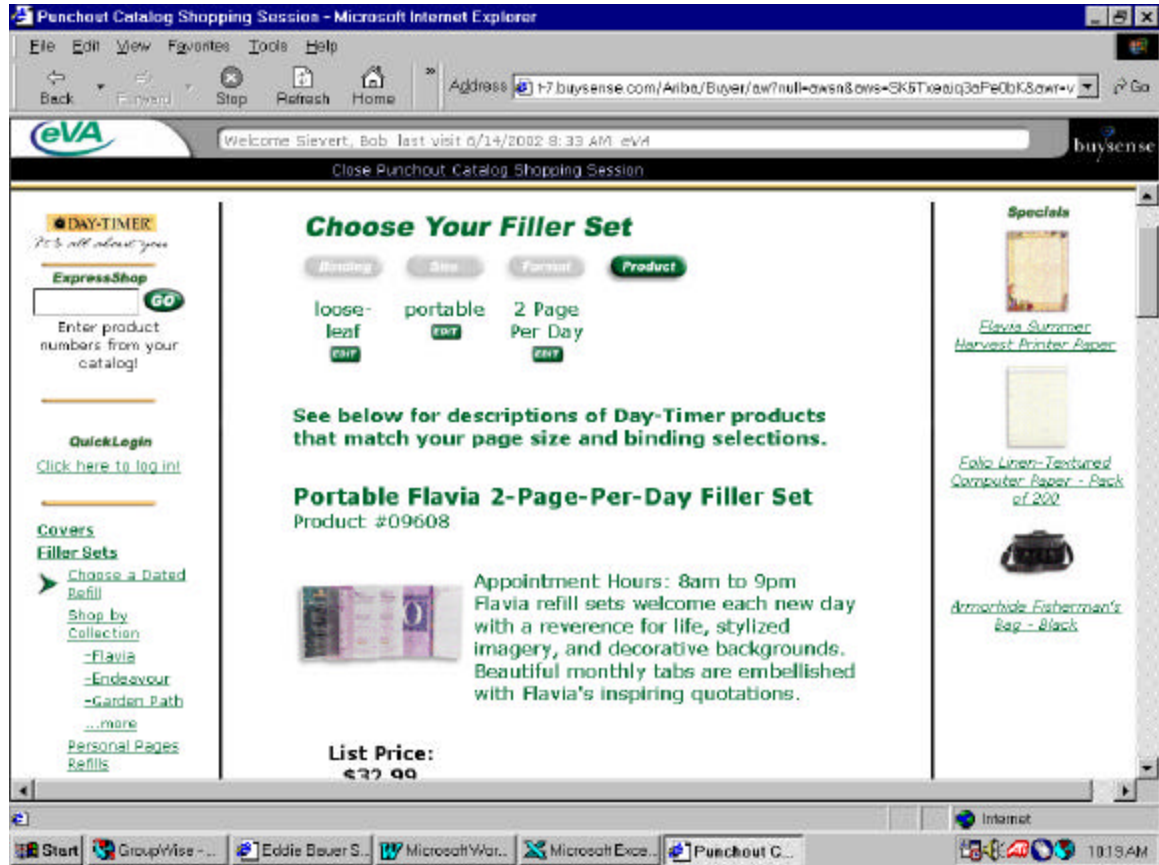 Punchout Catalog Shopping Session - Microsoft Internet Explorer
File Edit View Favorites Tools Help
Back Forward Stop Refresh Home » Address Go
eVA
Welcome Sievert, Bob last visit 6/14/2002 8:33 AM eVA
buysense
Close Punchout Catalog Shopping Session
DAY-TIMER
It's all about you
ExpressShop
GO
Enter product
numbers from your
catalog!
QuickLogin
Click here to log in!
Covers
Filler Sets
Choose a Dated
Refill
Shop by
Collection
-Flavia
-Endeavour
-Garden Path
...more
Personal Pages
Refills
Choose Your Filler Set
Binding Size Format Product
loose-
leaf
EDIT
portable
EDIT
2 Page
Per Day
EDIT
See below for descriptions of Day-Timer products
that match your page size and binding selections.
Portable Flavia 2-Page-Per-Day Filler Set
Product #09608
Appointment Hours: 8am to 9pm
Flavia refill sets welcome each new day
with a reverence for life, stylized
imagery, and decorative backgrounds.
Beautiful monthly tabs are embellished
with Flavia's inspiring quotations.
List Price:
$32.99
Specials
Flavia Summer
Harvest Printer Paper
Folio Linen-Textured
Computer Paper - Pack
of 200
Armorhide Fisherman's
Bag - Black
Internet
Start GroupWise - ... Eddie Bauer S... Microsoft Wor... Microsoft Exce... Punchout C... 10:19 AM